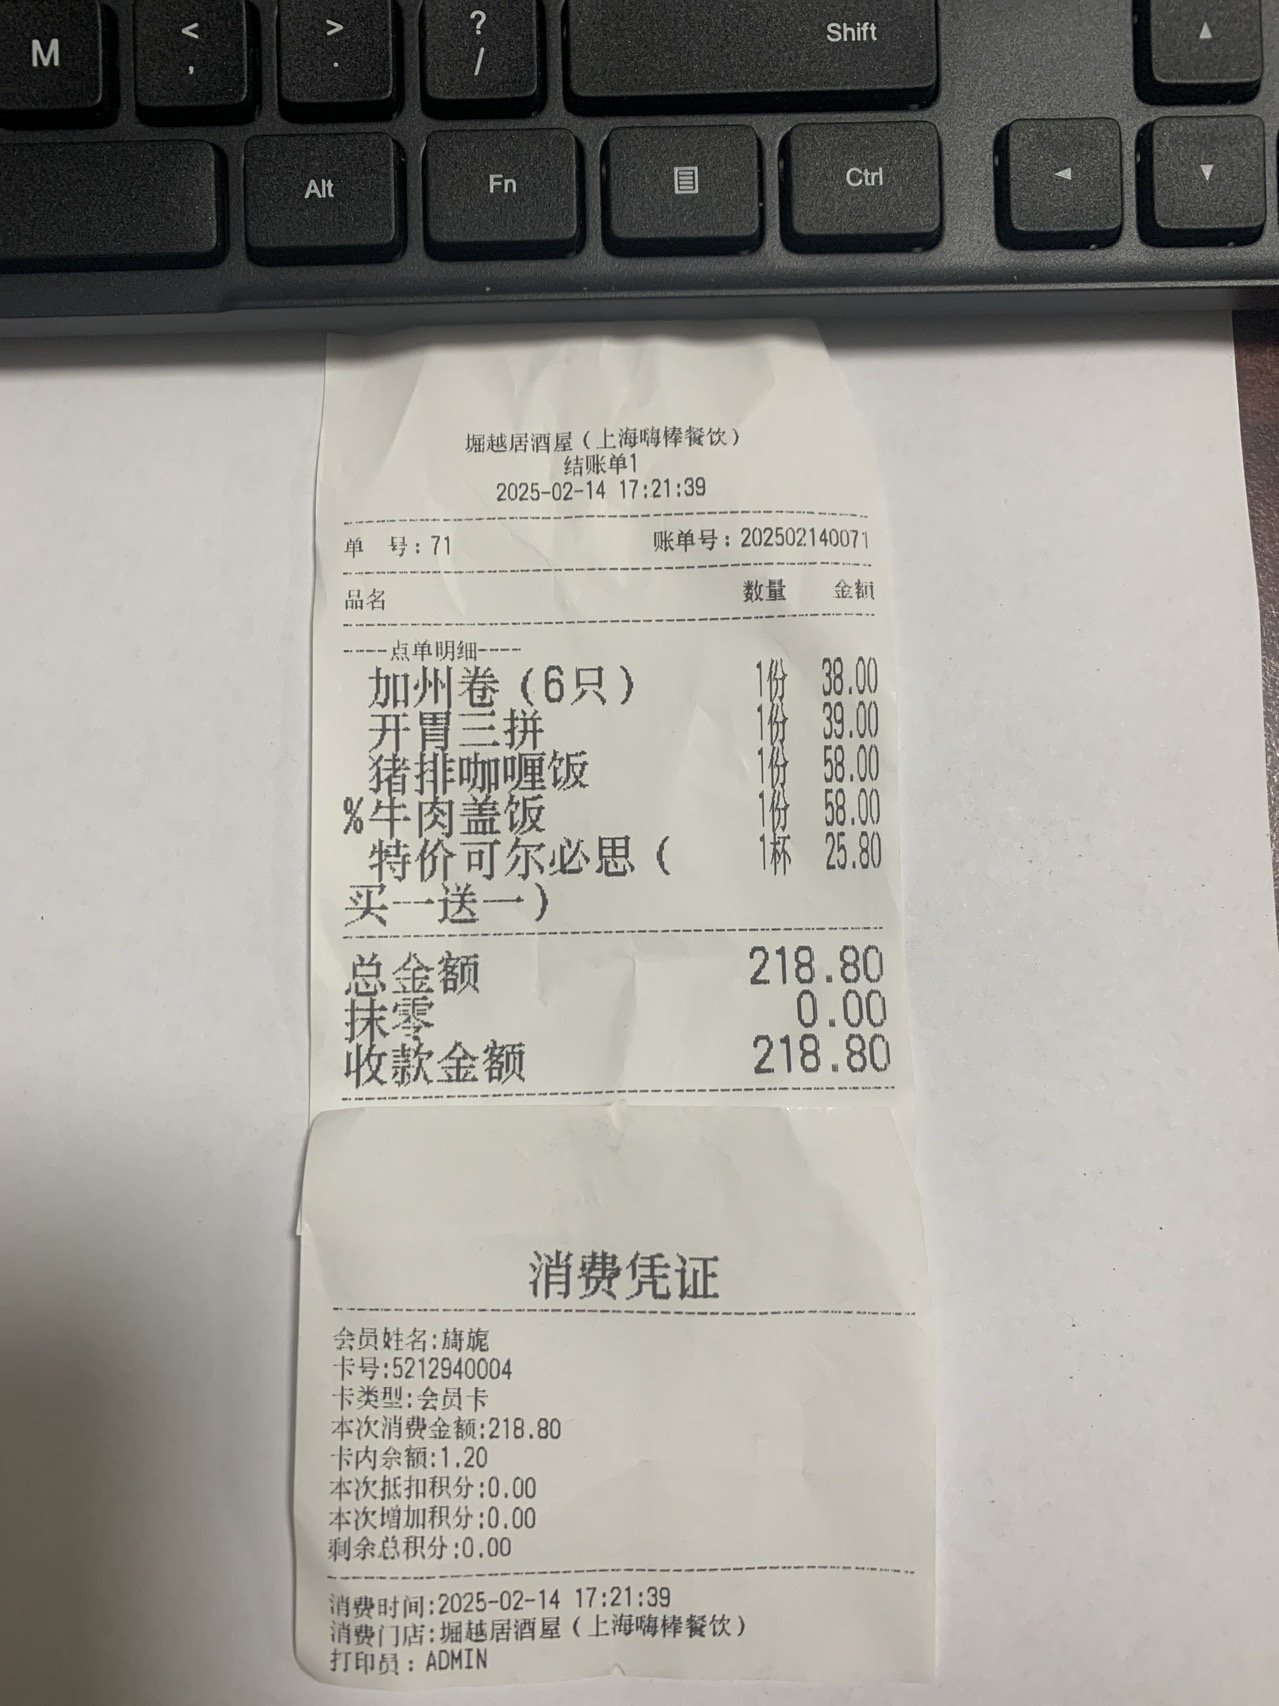 M
<
,
>
.
?
/
Shift
▲
Alt
Fn
Ctrl
◄
▼
堀越居酒屋（上海嗨棒餐饮）
结账单1
2025-02-14 17:21:39
单 号：71 账单号：202502140071
品名 数量 金额
----点单明细----
加州卷（6只） 1份 38.00
开胃三拼 1份 39.00
猪排咖喱饭 1份 58.00
%牛肉盖饭 1份 58.00
特价可尔必思（ 1杯 25.80
买一送一）
总金额 218.80
抹零 0.00
收款金额 218.80
消费凭证
会员姓名:旖旎
卡号:5212940004
卡类型:会员卡
本次消费金额:218.80
卡内余额:1.20
本次抵扣积分:0.00
本次增加积分:0.00
剩余总积分:0.00
消费时间:2025-02-14 17:21:39
消费门店:堀越居酒屋（上海嗨棒餐饮）
打印员：ADMIN